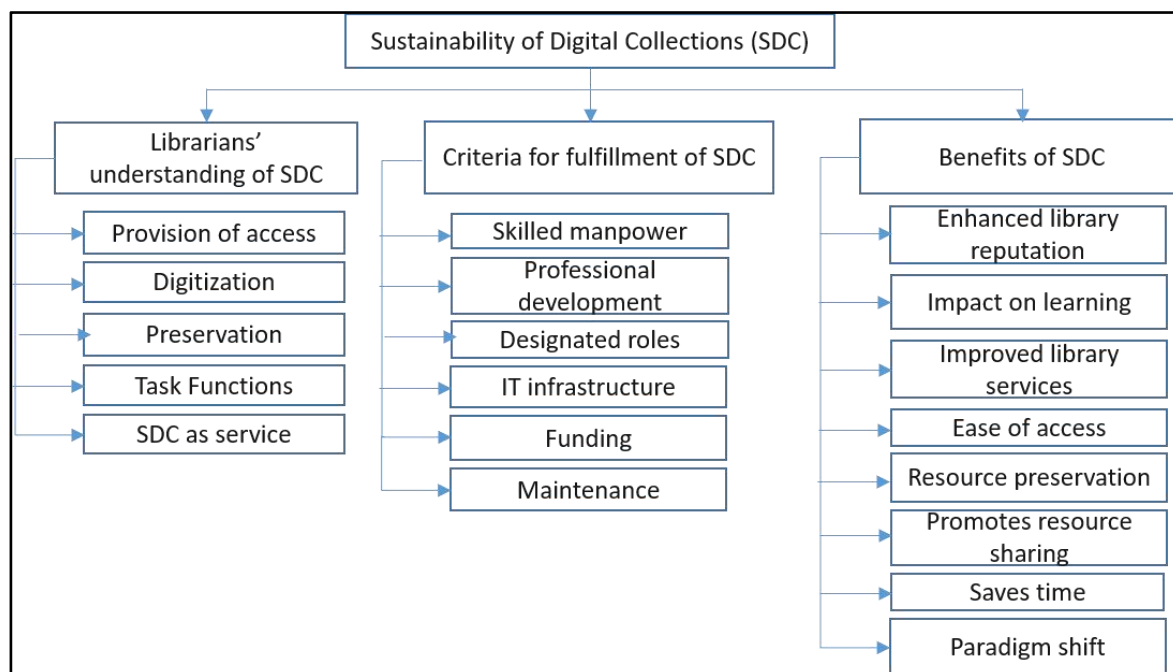 Sustainability of Digital Collections (SDC)
Librarians’
understanding of SDC
Provision of access
Digitization
Preservation
Task Functions
SDC as service
Criteria for fulfillment of SDC
Skilled manpower
Professional
development
Designated roles
IT infrastructure
Funding
Maintenance
Benefits of SDC
Enhanced library
reputation
Impact on learning
Improved library
services
Ease of access
Resource preservation
Promotes resource
sharing
Saves time
Paradigm shift